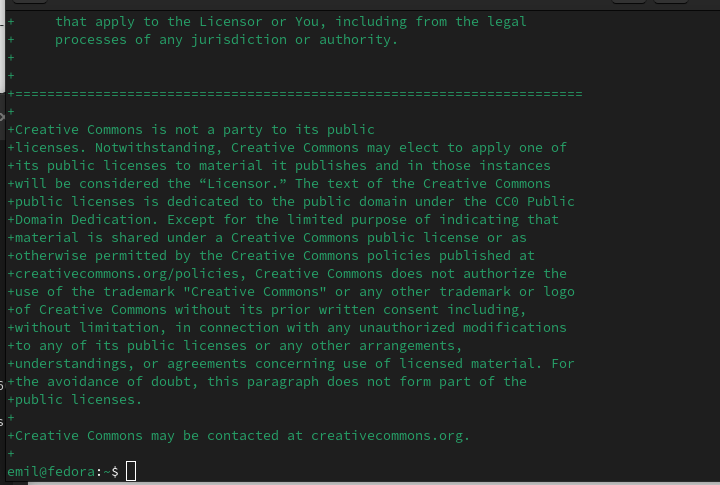 +     that apply to the Licensor or You, including from the legal
+     processes of any jurisdiction or authority.
+
+
+=======================================================================
+
+Creative Commons is not a party to its public
+licenses. Notwithstanding, Creative Commons may elect to apply one of
+its public licenses to material it publishes and in those instances
+will be considered the “Licensor.” The text of the Creative Commons
+public licenses is dedicated to the public domain under the CC0 Public
+Domain Dedication. Except for the limited purpose of indicating that
+material is shared under a Creative Commons public license or as
+otherwise permitted by the Creative Commons policies published at
+creativecommons.org/policies, Creative Commons does not authorize the
+use of the trademark "Creative Commons" or any other trademark or logo
+of Creative Commons without its prior written consent including,
+without limitation, in connection with any unauthorized modifications
+to any of its public licenses or any other arrangements,
+understandings, or agreements concerning use of licensed material. For
+the avoidance of doubt, this paragraph does not form part of the
+public licenses.
+
+Creative Commons may be contacted at creativecommons.org.
+
emil@fedora:~$